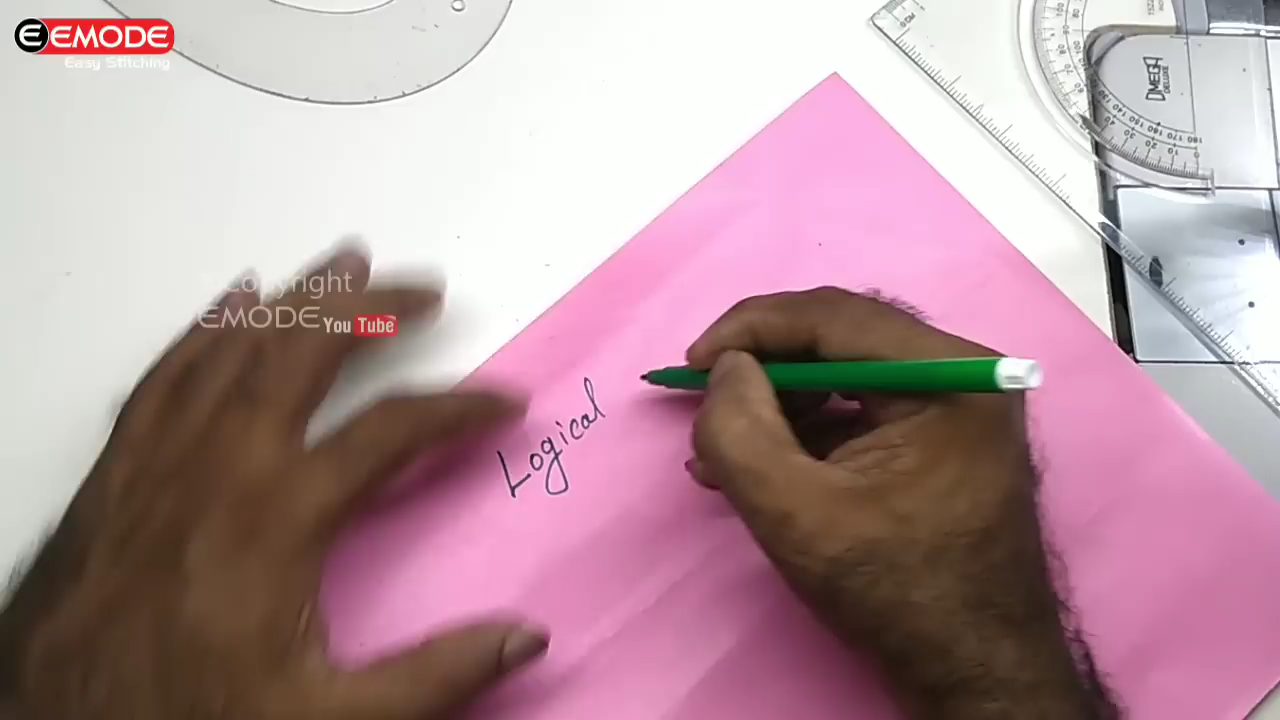 EMODE
Easy Stitching
Copyright
EMODE YouTube
Logical
OMEGA
DELUXE